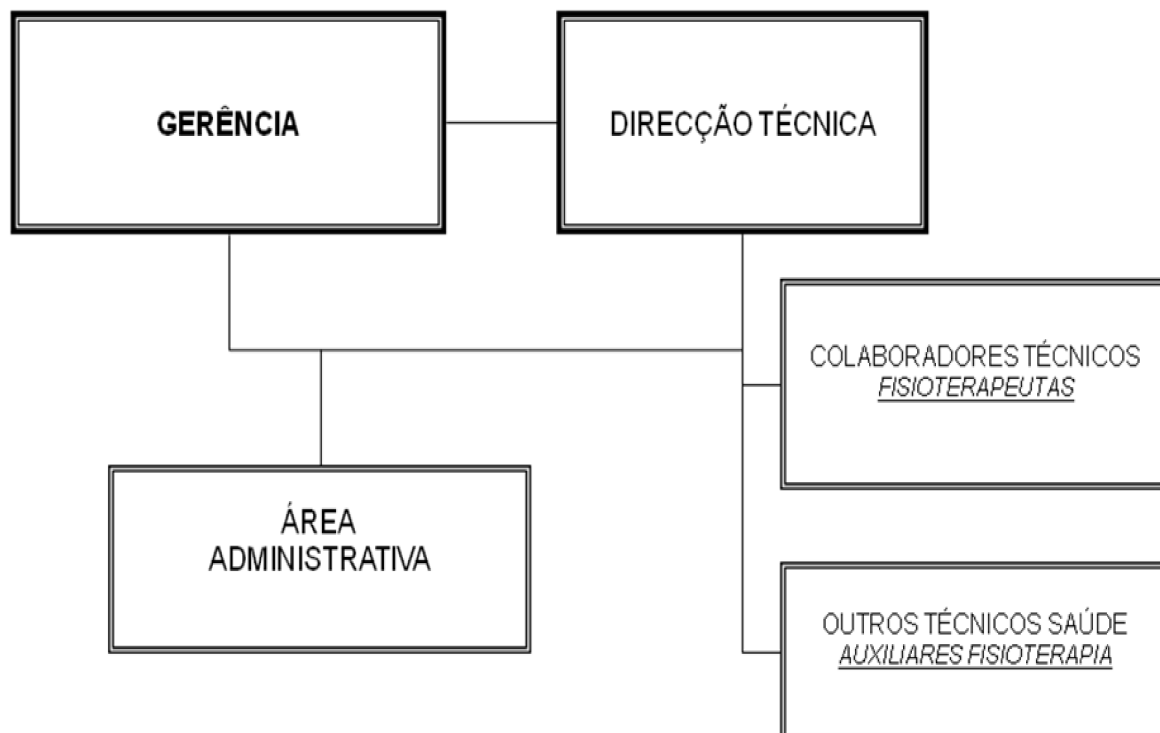 GERÊNCIA
DIRECÇÃO TÉCNICA
COLABORADORES TÉCNICOS
FISIOTERAPEUTAS
ÁREA
ADMINISTRATIVA
OUTROS TÉCNICOS SAÚDE
AUXILIARES FISIOTERAPIA